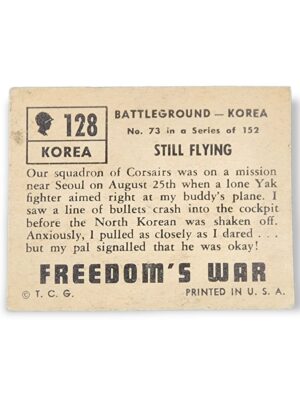 128
KOREA
BATTLEGROUND — KOREA
No. 73 in a Series of 152
STILL FLYING
Our squadron of Corsairs was on a mission
near Seoul on August 25th when a lone Yak
fighter aimed right at my buddy's plane. I
saw a line of bullets crash into the cockpit
before the North Korean was shaken off.
Anxiously, I pulled as closely as I dared . . .
but my pal signalled that he was okay!
FREEDOM'S WAR
© T. C. G.
PRINTED IN U. S. A.